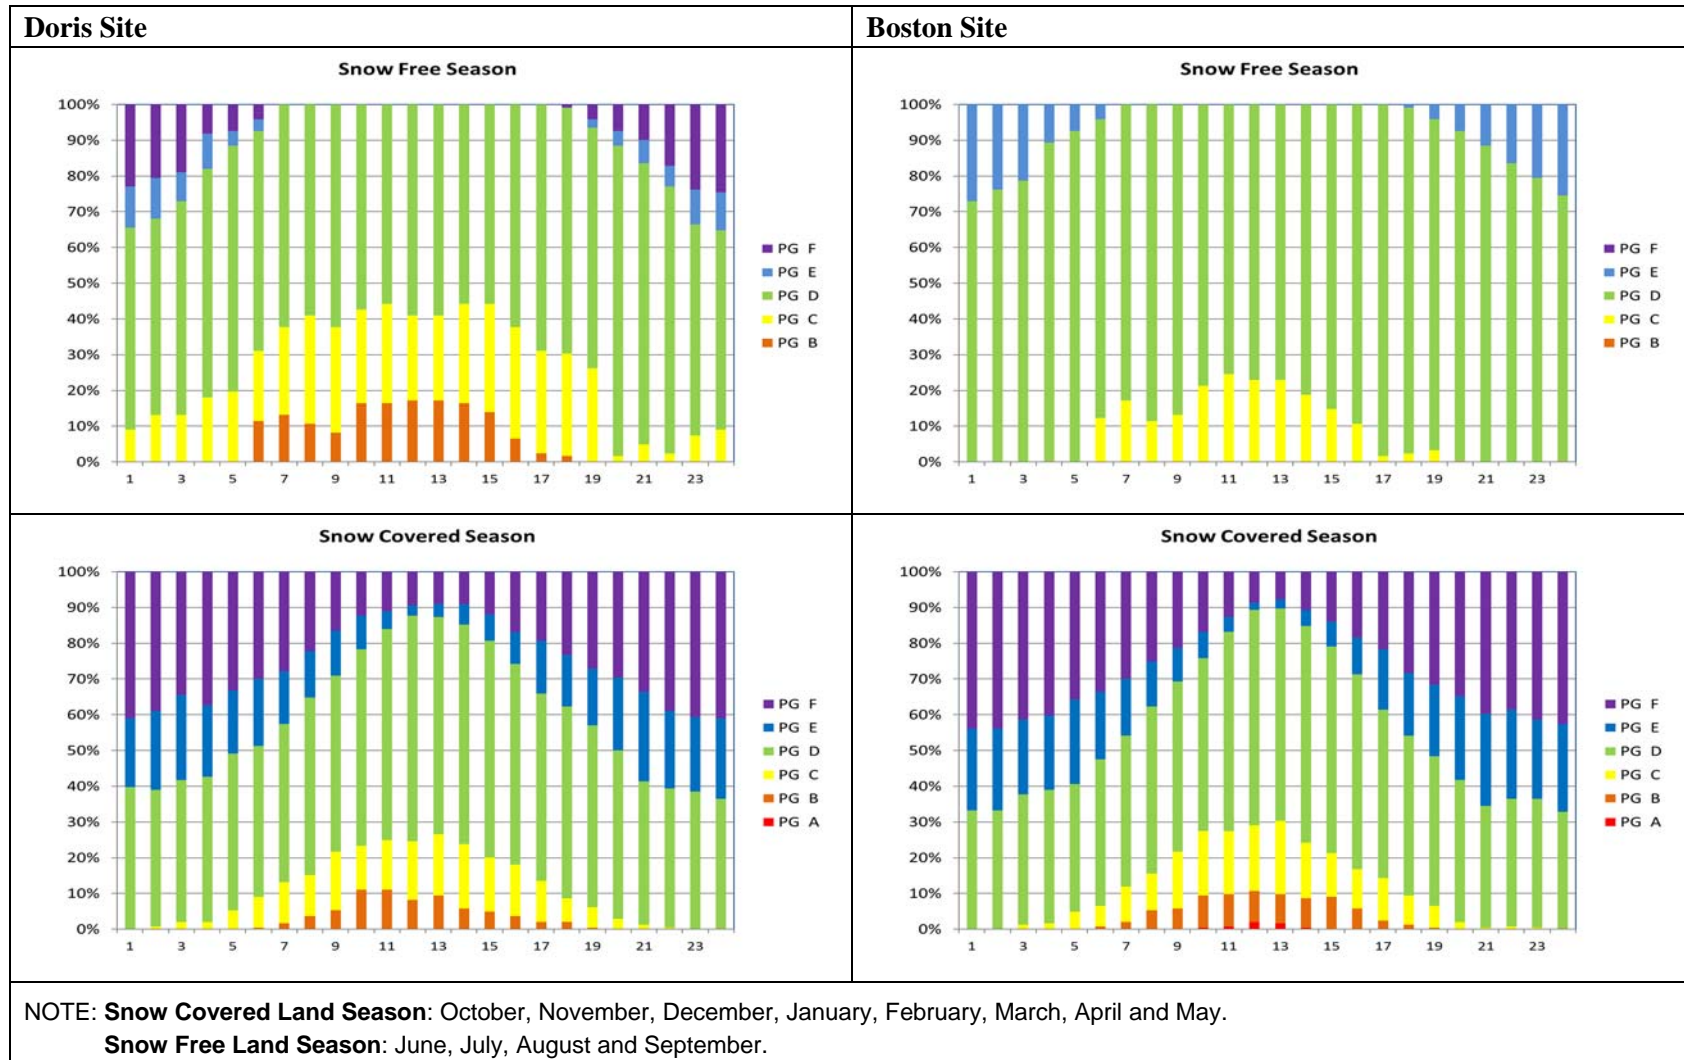 Doris Site
Boston Site
Snow Free Season
100%
90%
80%
70%
60%
50%
40%
30%
20%
10%
0%
1 3 5 7 9 11 13 15 17 19 21 23
PG F
PG E
PG D
PG C
PG B
Snow Free Season
100%
90%
80%
70%
60%
50%
40%
30%
20%
10%
0%
1 3 5 7 9 11 13 15 17 19 21 23
PG F
PG E
PG D
PG C
PG B
Snow Covered Season
100%
90%
80%
70%
60%
50%
40%
30%
20%
10%
0%
1 3 5 7 9 11 13 15 17 19 21 23
PG F
PG E
PG D
PG C
PG B
PG A
Snow Covered Season
100%
90%
80%
70%
60%
50%
40%
30%
20%
10%
0%
1 3 5 7 9 11 13 15 17 19 21 23
PG F
PG E
PG D
PG C
PG B
PG A
NOTE: Snow Covered Land Season: October, November, December, January, February, March, April and May.
Snow Free Land Season: June, July, August and September.